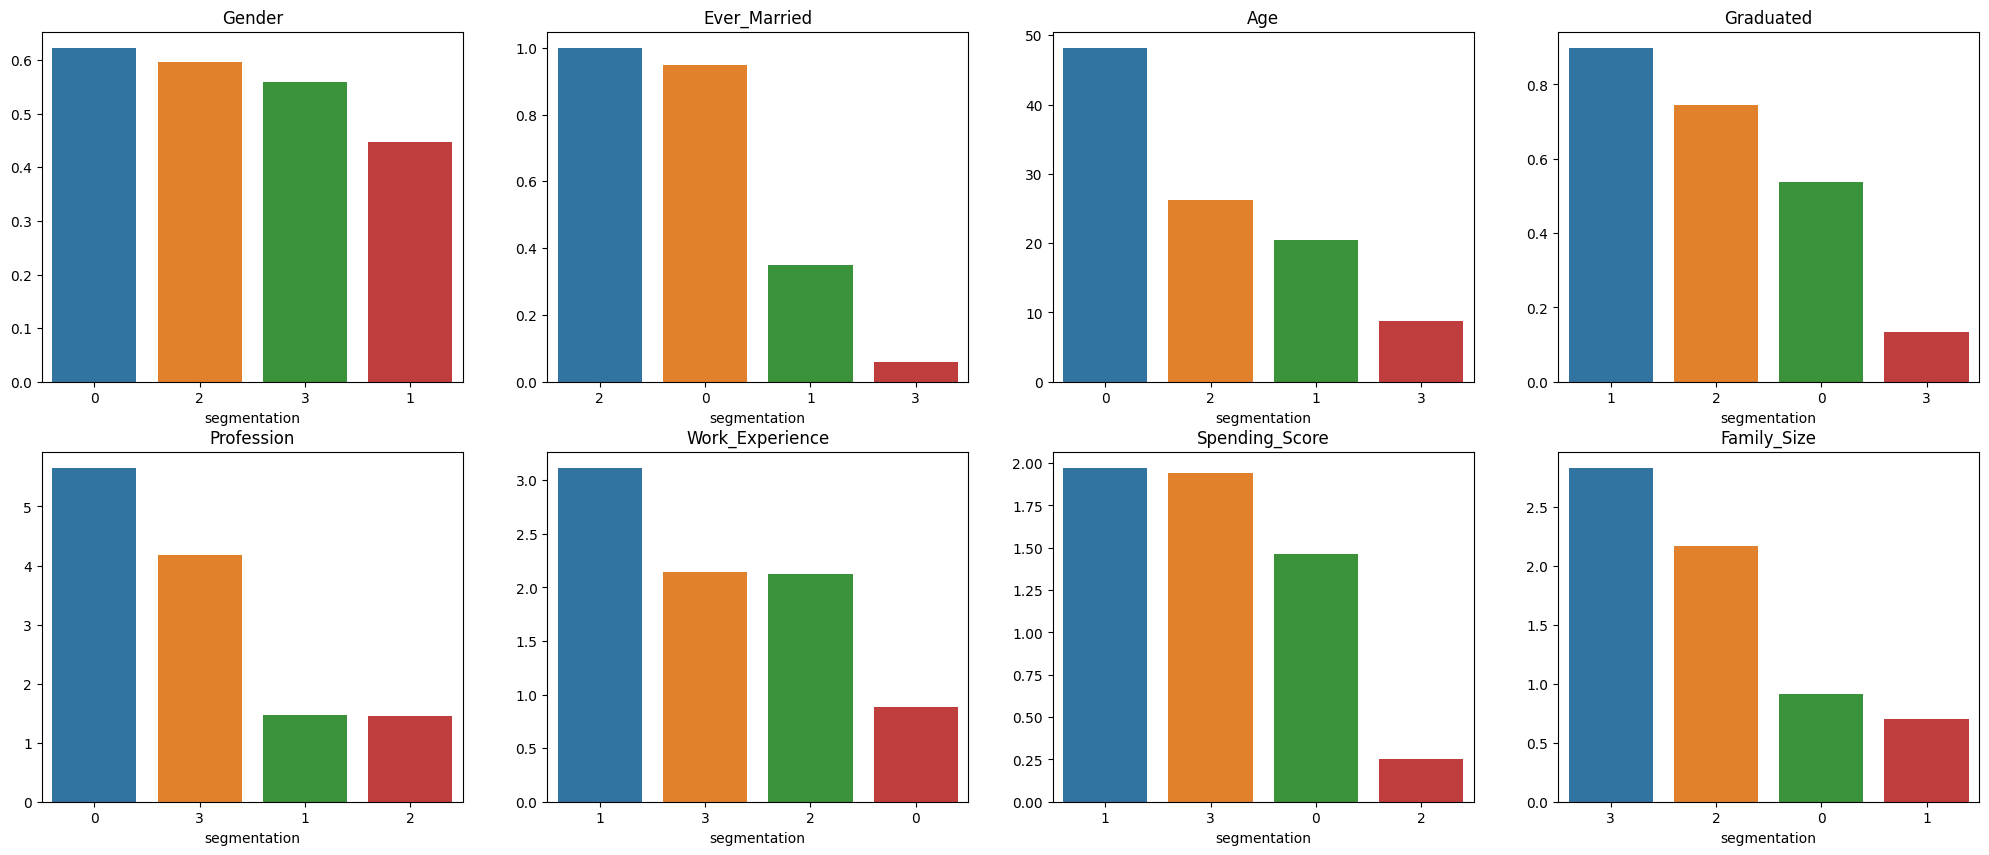 Gender
0.6
0.5
0.4
0.3
0.2
0.1
0.0
0 2 3 1
segmentation
Ever_Married
1.0
0.8
0.6
0.4
0.2
0.0
2 0 1 3
segmentation
Age
50
40
30
20
10
0
0 2 1 3
segmentation
Graduated
0.8
0.6
0.4
0.2
0.0
1 2 0 3
segmentation
Profession
5
4
3
2
1
0
0 3 1 2
segmentation
Work_Experience
3.0
2.5
2.0
1.5
1.0
0.5
0.0
1 3 2 0
segmentation
Spending_Score
2.00
1.75
1.50
1.25
1.00
0.75
0.50
0.25
0.00
1 3 0 2
segmentation
Family_Size
2.5
2.0
1.5
1.0
0.5
0.0
3 2 0 1
segmentation